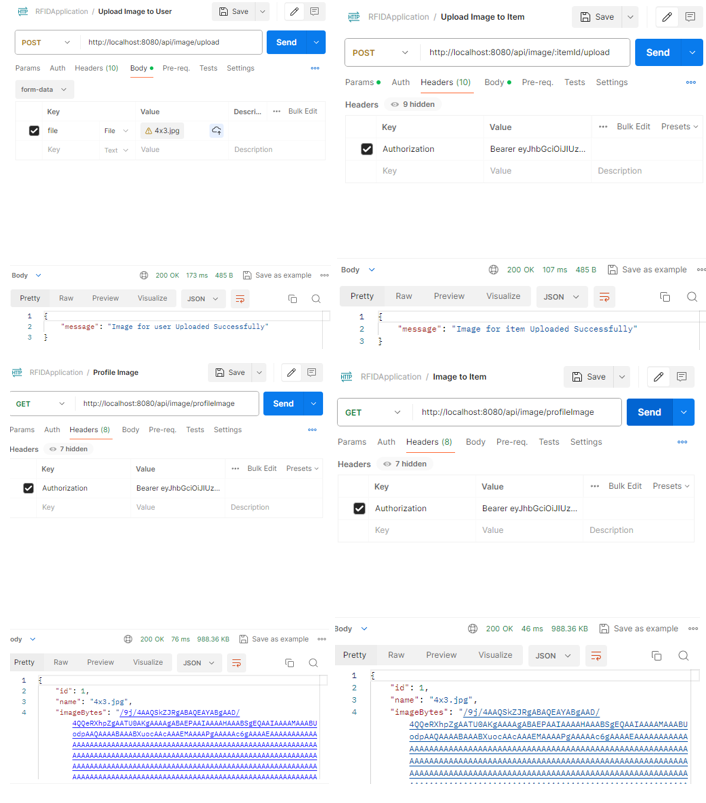 RFIDApplication / Upload Image to User
Save
POST
http://localhost:8080/api/image/upload
Send
Params Auth Headers (10) Body Pre-req. Tests Settings
form-data
Key Value Descri... Bulk Edit
file File 4x3.jpg
Key Text Value Description
Body 200 OK 173 ms 485 B Save as example
Pretty Raw Preview Visualize JSON
1 {
2 "message": "Image for user Uploaded Successfully"
3 }
RFIDApplication / Upload Image to Item
Save
POST
http://localhost:8080/api/image/:itemId/upload
Send
Params Auth Headers (10) Body Pre-req. Tests Settings
Headers 9 hidden
Key Value Bulk Edit Presets
Authorization Bearer eyJhbGciOiJIUz...
Key Value Description
Body 200 OK 107 ms 485 B Save as example
Pretty Raw Preview Visualize JSON
1 {
2 "message": "Image for item Uploaded Successfully"
3 }
RFIDApplication / Profile Image
Save
GET
http://localhost:8080/api/image/profileImage
Send
Params Auth Headers (8) Body Pre-req. Tests Settings
Headers 7 hidden
Key Value Bulk Edit Presets
Authorization Bearer eyJhbGciOiJIUz...
Key Value Description
ody 200 OK 76 ms 988.36 KB Save as example
Pretty Raw Preview Visualize JSON
1 {
2 "id": 1,
3 "name": "4x3.jpg",
4 "imageBytes": "/9j/4AAQSkZJRgABAQEAYABgAAD/
RFIDApplication / Image to Item
Save
GET
http://localhost:8080/api/image/profileImage
Send
Params Auth Headers (8) Body Pre-req. Tests Settings
Headers 7 hidden
Key Value Bulk Edit Presets
Authorization Bearer eyJhbGciOiJIUz...
Key Value Description
Body 200 OK 46 ms 988.36 KB Save as example
Pretty Raw Preview Visualize JSON
1 {
2 "id": 1,
3 "name": "4x3.jpg",
4 "imageBytes": "/9j/4AAQSkZJRgABAQEAYABgAAD/